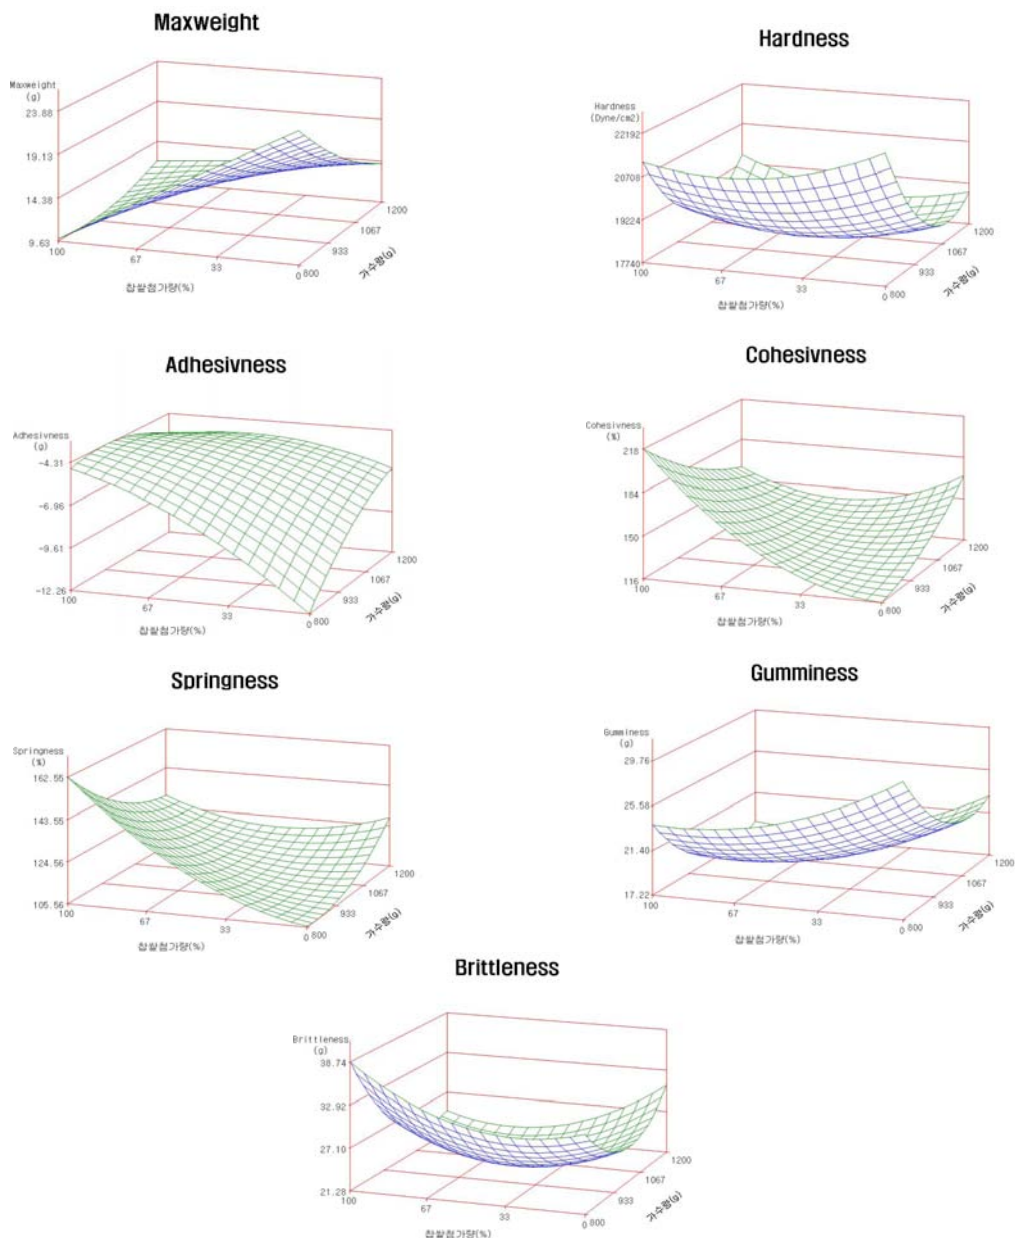 Maxweight
Maxweight
(g)
23.88
19.13
14.38
9.63
100
67
33
0
800
933
1067
1200
찹쌀첨가량(%)
가수량(g)
Hardness
Hardness
(Dyne/cm2)
22192
20708
19224
17740
100
67
33
0
800
933
1067
1200
찹쌀첨가량(%)
가수량(g)
Adhesivness
Adhesivness
(g)
-4.31
-6.96
-9.61
-12.26
100
67
33
0
800
933
1067
1200
찹쌀첨가량(%)
가수량(g)
Cohesivness
Cohesivness
(%)
218
184
150
116
100
67
33
0
800
933
1067
1200
찹쌀첨가량(%)
가수량(g)
Springness
Springness
(%)
162.55
143.55
124.56
105.56
100
67
33
0
800
933
1067
1200
찹쌀첨가량(%)
가수량(g)
Gumminess
Gumminess
(g)
29.76
25.58
21.40
17.22
100
67
33
0
800
933
1067
1200
찹쌀첨가량(%)
가수량(g)
Brittleness
Brittleness
(g)
38.74
32.92
27.10
21.28
100
67
33
0
800
933
1067
1200
찹쌀첨가량(%)
가수량(g)